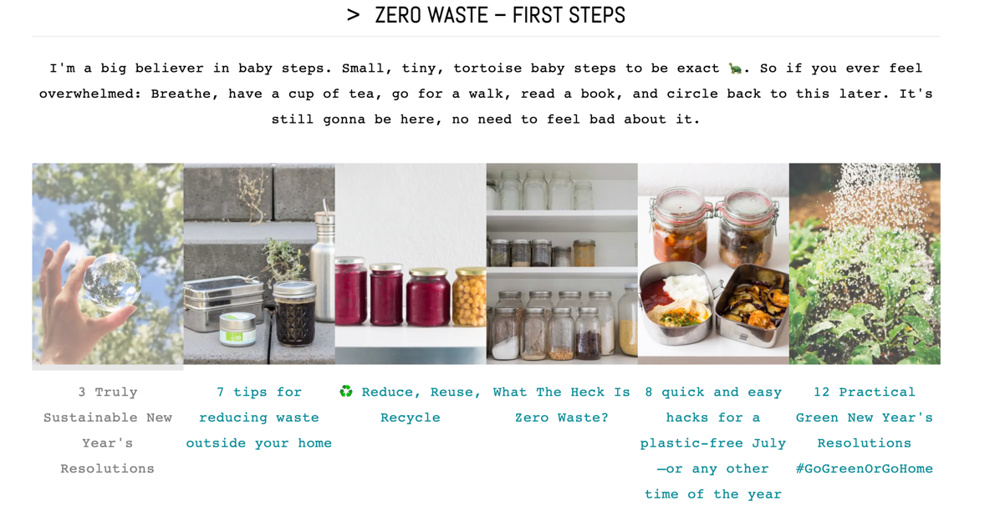 > ZERO WASTE – FIRST STEPS
I'm a big believer in baby steps. Small, tiny, tortoise baby steps to be exact 🐢. So if you ever feel
overwhelmed: Breathe, have a cup of tea, go for a walk, read a book, and circle back to this later. It's
still gonna be here, no need to feel bad about it.
3 Truly
Sustainable New
Year's
Resolutions
7 tips for
reducing waste
outside your home
♻️ Reduce, Reuse,
Recycle
What The Heck Is
Zero Waste?
8 quick and easy
hacks for a
plastic-free July
—or any other
time of the year
12 Practical
Green New Year's
Resolutions
#GoGreenOrGoHome